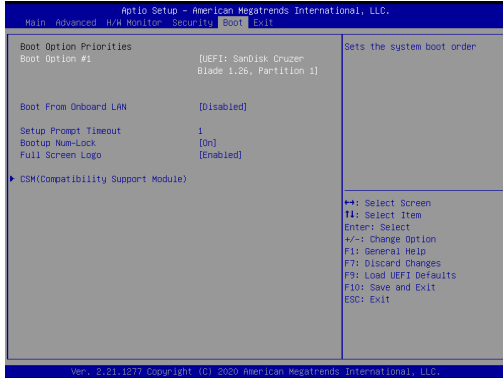 Aptio Setup - American Megatrends International, LLC.
Main Advanced H/W Monitor Security Boot Exit
Boot Option Priorities
Boot Option #1 [UEFI: SanDisk Cruzer
Blade 1.26, Partition 1]
Sets the system boot order
Boot From Onboard LAN [Disabled]
Setup Prompt Timeout 1
Bootup Num-Lock [On]
Full Screen Logo [Enabled]
CSM(Compatibility Support Module)
↔: Select Screen
↑↓: Select Item
Enter: Select
+/-: Change Option
F1: General Help
F7: Discard Changes
F9: Load UEFI Defaults
F10: Save and Exit
ESC: Exit
Ver. 2.21.1277 Copyright (C) 2020 American Megatrends International, LLC.